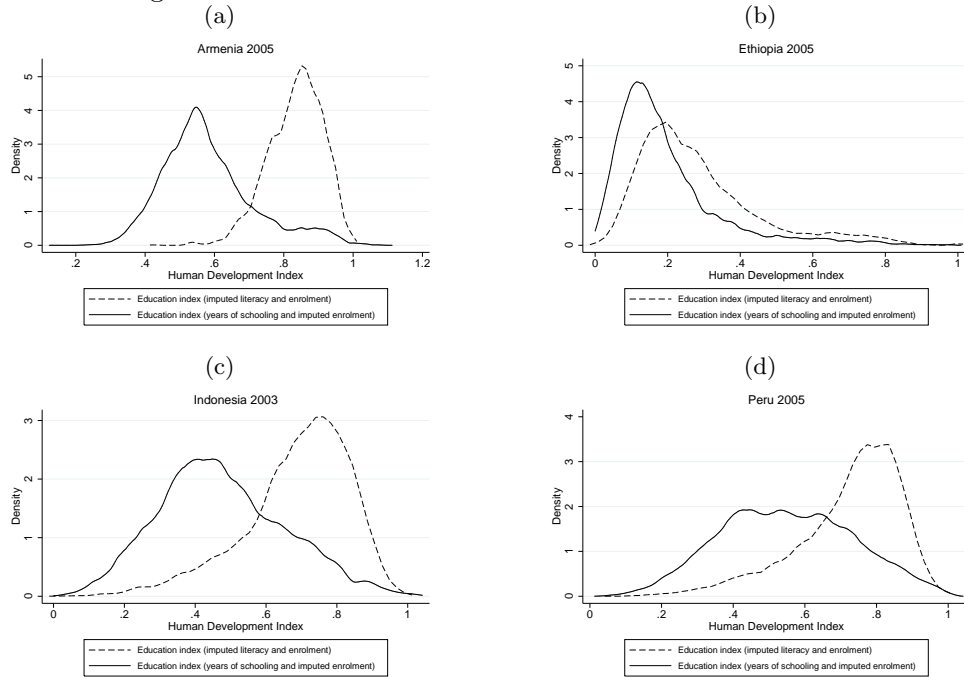 (a)
Armenia 2005
Density
0
1
2
3
4
5
.2
.4
.6
.8
1
1.2
Human Development Index
Education index (imputed literacy and enrolment)
Education index (years of schooling and imputed enrolment)
(b)
Ethiopia 2005
Density
0
1
2
3
4
5
0
.2
.4
.6
.8
1
Human Development Index
Education index (imputed literacy and enrolment)
Education index (years of schooling and imputed enrolment)
(c)
Indonesia 2003
Density
0
1
2
3
0
.2
.4
.6
.8
1
Human Development Index
Education index (imputed literacy and enrolment)
Education index (years of schooling and imputed enrolment)
(d)
Peru 2005
Density
0
1
2
3
4
0
.2
.4
.6
.8
1
Human Development Index
Education index (imputed literacy and enrolment)
Education index (years of schooling and imputed enrolment)